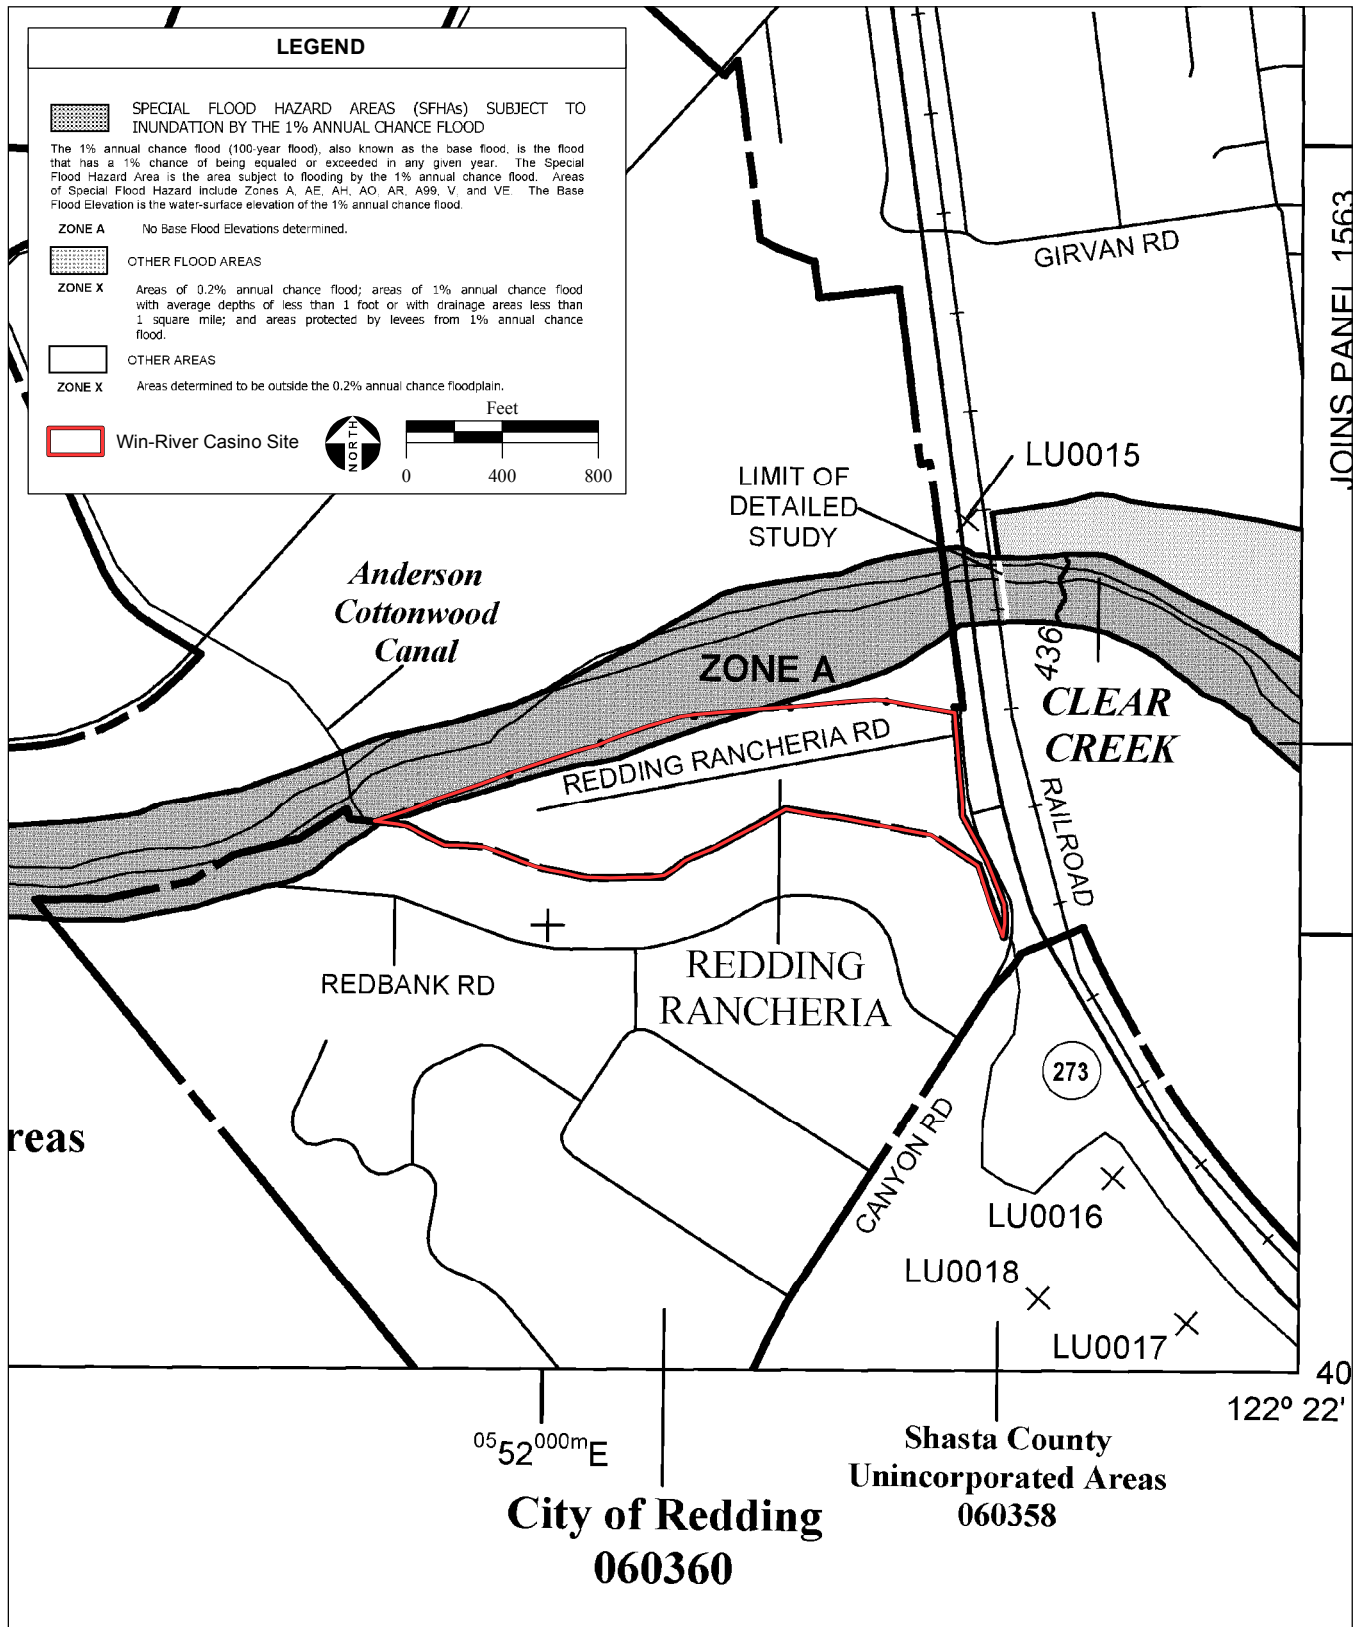 LEGEND
SPECIAL FLOOD HAZARD AREAS (SFHAs) SUBJECT TO
INUNDATION BY THE 1% ANNUAL CHANCE FLOOD
The 1% annual chance flood (100-year flood), also known as the base flood, is the flood
that has a 1% chance of being equaled or exceeded in any given year. The Special
Flood Hazard Area is the area subject to flooding by the 1% annual chance flood. Areas
of Special Flood Hazard include Zones A, AE, AH, AO, AR, A99, V, and VE. The Base
Flood Elevation is the water-surface elevation of the 1% annual chance flood.
ZONE A No Base Flood Elevations determined.
OTHER FLOOD AREAS
ZONE X Areas of 0.2% annual chance flood; areas of 1% annual chance flood
with average depths of less than 1 foot or with drainage areas less than
1 square mile; and areas protected by levees from 1% annual chance
flood.
OTHER AREAS
ZONE X Areas determined to be outside the 0.2% annual chance floodplain.
Win-River Casino Site
NORTH
Feet
0 400 800
GIRVAN RD
JOINS PANEL 1563
LU0015
LIMIT OF
DETAILED
STUDY
Anderson
Cottonwood
Canal
ZONE A
436
CLEAR
CREEK
REDDING RANCHERIA RD
RAILROAD
REDBANK RD
REDDING
RANCHERIA
273
reas
CANYON RD
LU0016
LU0018
LU0017
40
122º 22'
05 52 000m E
Shasta County
Unincorporated Areas
060358
City of Redding
060360